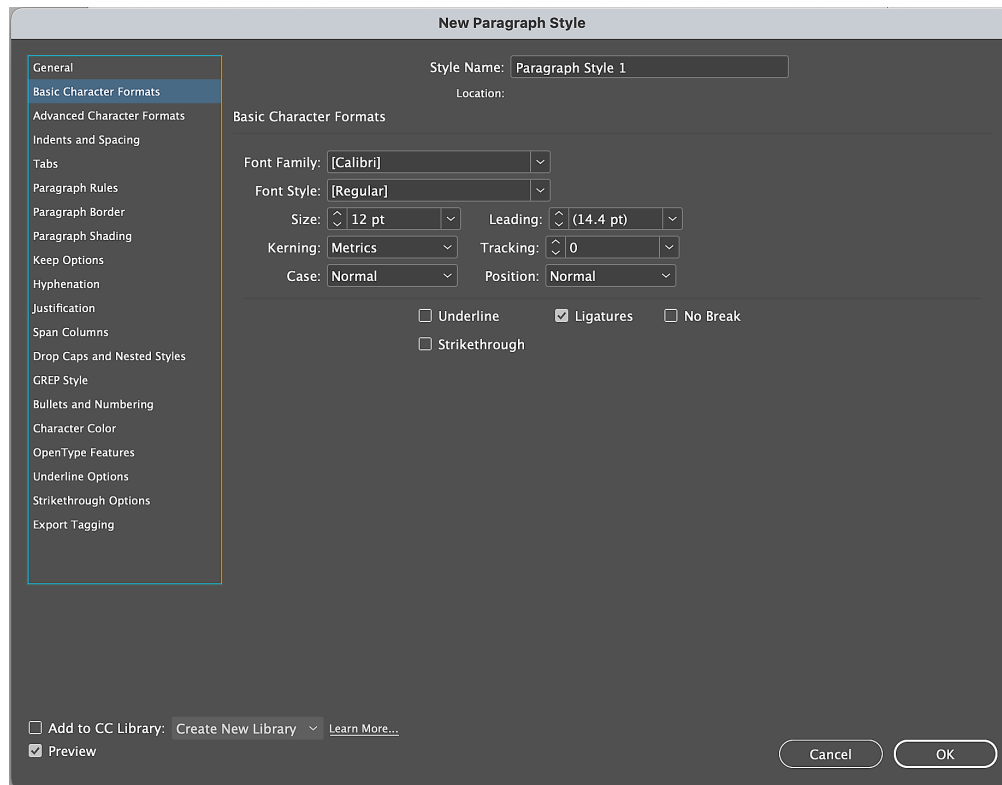 New Paragraph Style
General
Basic Character Formats
Advanced Character Formats
Indents and Spacing
Tabs
Paragraph Rules
Paragraph Border
Paragraph Shading
Keep Options
Hyphenation
Justification
Span Columns
Drop Caps and Nested Styles
GREP Style
Bullets and Numbering
Character Color
OpenType Features
Underline Options
Strikethrough Options
Export Tagging
Style Name: Paragraph Style 1
Location:
Basic Character Formats
Font Family: [Calibri]
Font Style: [Regular]
Size: 12 pt Leading: (14.4 pt)
Kerning: Metrics Tracking: 0
Case: Normal Position: Normal
Underline Ligatures No Break
Strikethrough
Add to CC Library: Create New Library Learn More...
Preview
Cancel OK